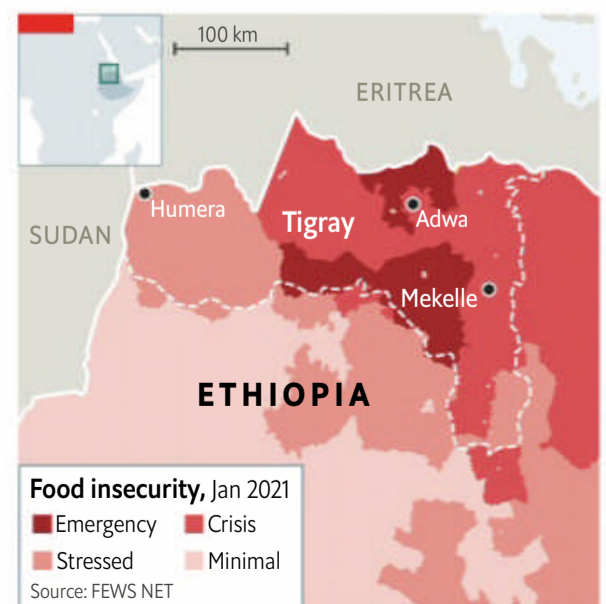 100 km
ERITREA
Humera
SUDAN
Tigray
Adwa
Mekelle
ETHIOPIA
Food insecurity, Jan 2021
Emergency
Crisis
Stressed
Minimal
Source: FEWS NET